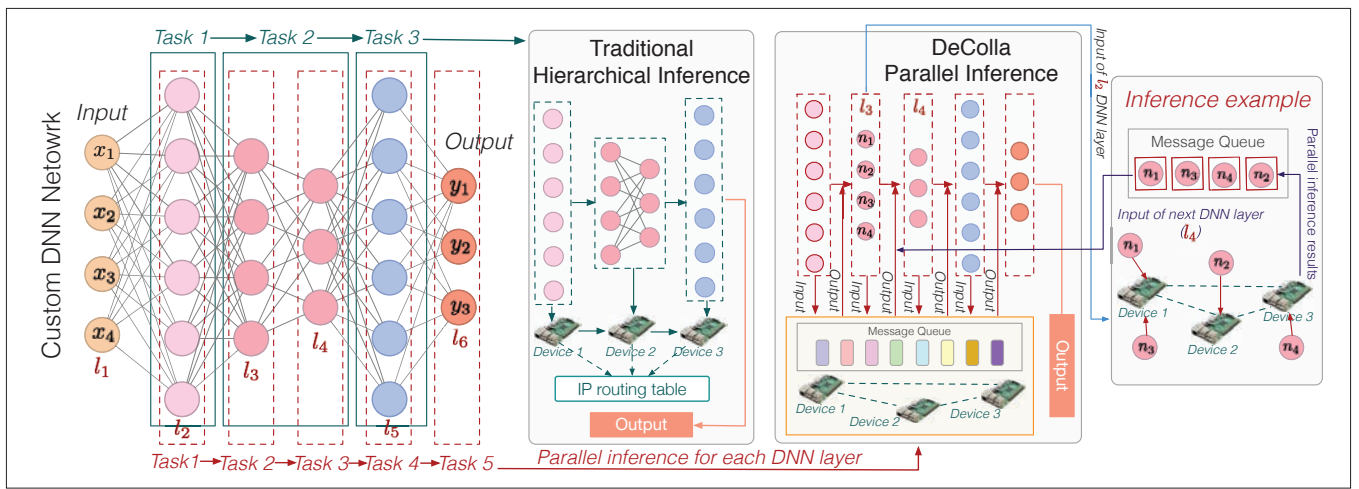 Custom DNN Netowrk
Task 1
Task 2
Task 3
Input
x1
x2
x3
x4
l1
l2
l3
l4
l5
Output
y1
y2
y3
l6
Task1
Task 2
Task 3
Task 4
Task 5
Parallel inference for each DNN layer
Traditional
Hierarchical Inference
Device 1
Device 2
Device 3
IP routing table
Output
DeColla
Parallel Inference
l3
l4
n1
n2
n3
n4
Input
Output
Input
Output
Input
Output
Input
Output
Message Queue
Device 1
Device 2
Device 3
Output
Input of l2 DNN layer
Inference example
Message Queue
n1
n3
n4
n2
Parallel inference results
Input of next DNN layer
(l4)
n1
n2
Device 1
Device 2
Device 3
n3
n4